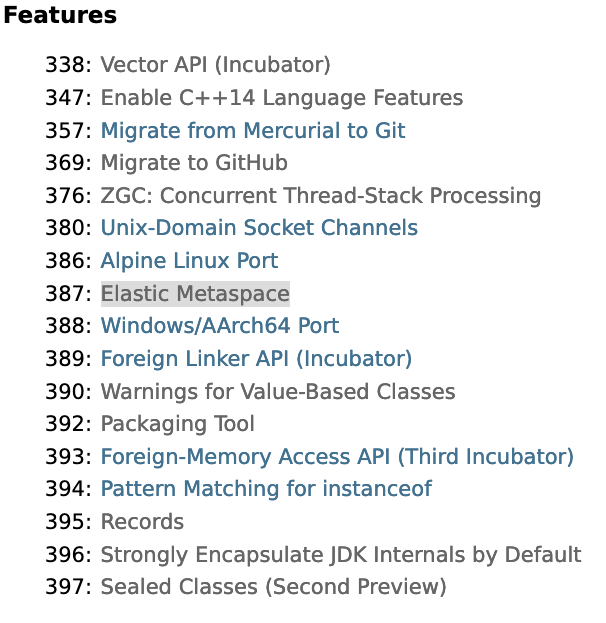 Features
338: Vector API (Incubator)
347: Enable C++14 Language Features
357: Migrate from Mercurial to Git
369: Migrate to GitHub
376: ZGC: Concurrent Thread-Stack Processing
380: Unix-Domain Socket Channels
386: Alpine Linux Port
387: Elastic Metaspace
388: Windows/AArch64 Port
389: Foreign Linker API (Incubator)
390: Warnings for Value-Based Classes
392: Packaging Tool
393: Foreign-Memory Access API (Third Incubator)
394: Pattern Matching for instanceof
395: Records
396: Strongly Encapsulate JDK Internals by Default
397: Sealed Classes (Second Preview)